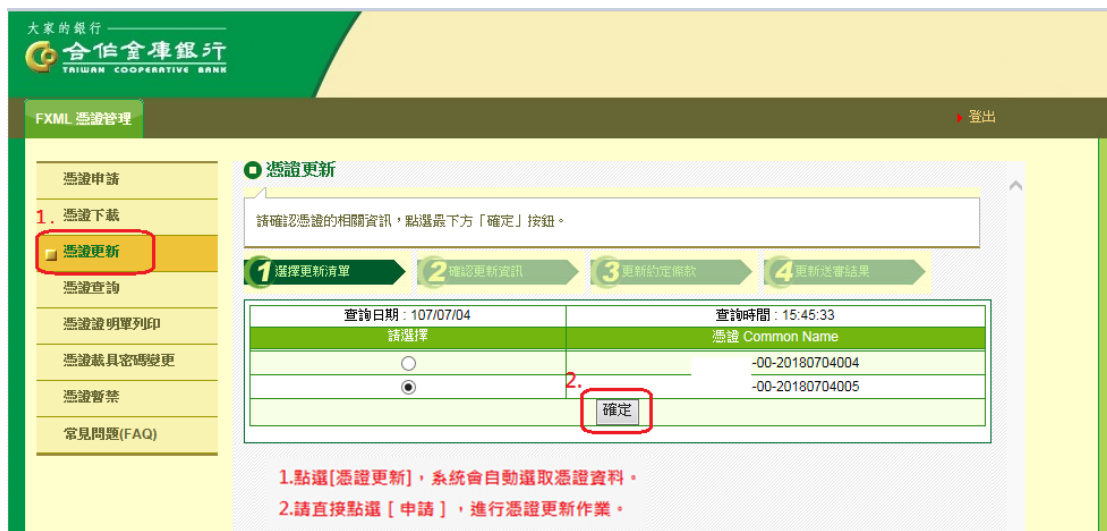 大家的銀行
合作金庫銀行
TAIWAN COOPERATIVE BANK
FXML 憑證管理
登出
憑證申請
1. 憑證下載
憑證更新
憑證查詢
憑證證明單列印
憑證載具密碼變更
憑證暫禁
常見問題(FAQ)
憑證更新
請確認憑證的相關資訊，點選最下方「確定」按鈕。
1 選擇更新清單 2 確認更新資訊 3 更新約定條款 4 更新送審結果
查詢日期 : 107/07/04 查詢時間 : 15:45:33
請選擇 憑證 Common Name
-00-20180704004
-00-20180704005
2.
確定
1.點選[憑證更新]，系統會自動選取憑證資料。
2.請直接點選 [ 申請 ] ，進行憑證更新作業。